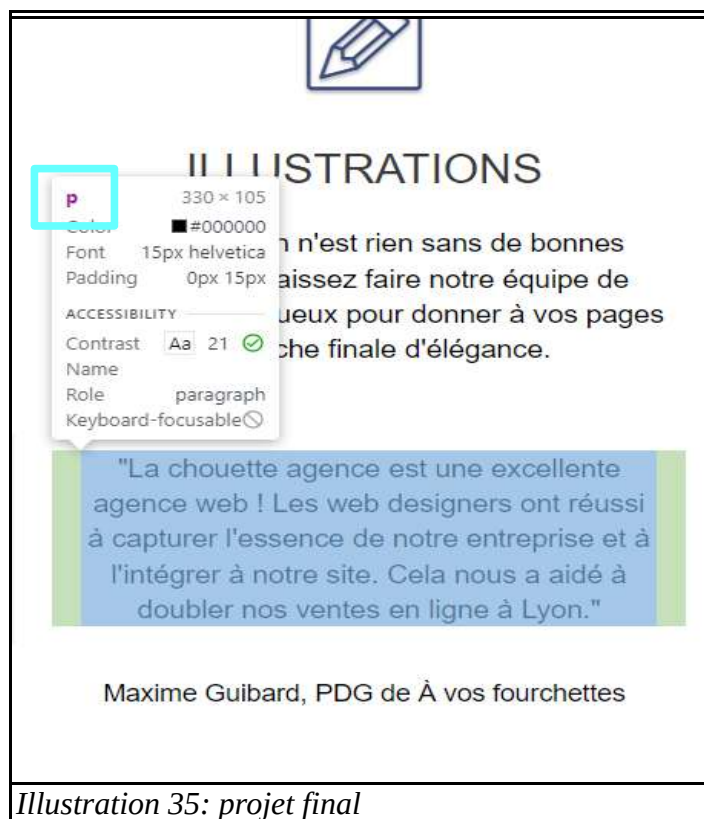 ILLUSTRATIONS
p 330 × 105
Color #000000
Font 15px helvetica
Padding 0px 15px
ACCESSIBILITY
Contrast Aa 21
Name
Role paragraph
Keyboard-focusable
n'est rien sans de bonnes
aissez faire notre équipe de
ueux pour donner à vos pages
che finale d'élégance.
"La chouette agence est une excellente
agence web ! Les web designers ont réussi
à capturer l'essence de notre entreprise et à
l'intégrer à notre site. Cela nous a aidé à
doubler nos ventes en ligne à Lyon."
Maxime Guibard, PDG de À vos fourchettes
Illustration 35: projet final